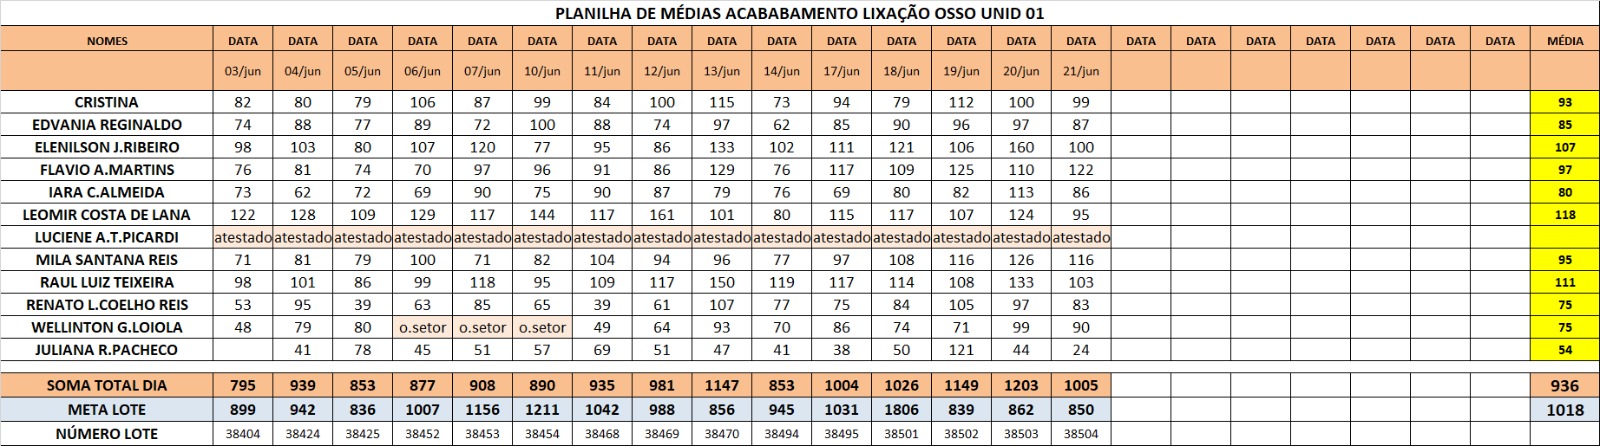 PLANILHA DE MÉDIAS ACABABAMENTO LIXAÇÃO OSSO UNID 01
NOMES DATA DATA DATA DATA DATA DATA DATA DATA DATA DATA DATA DATA DATA DATA DATA DATA DATA DATA DATA DATA DATA DATA MÉDIA
03/jun 04/jun 05/jun 06/jun 07/jun 10/jun 11/jun 12/jun 13/jun 14/jun 17/jun 18/jun 19/jun 20/jun 21/jun
CRISTINA 82 80 79 106 87 99 84 100 115 73 94 79 112 100 99 93
EDVANIA REGINALDO 74 88 77 89 72 100 88 74 97 62 85 90 96 97 87 85
ELENILSON J.RIBEIRO 98 103 80 107 120 77 95 86 133 102 111 121 106 160 100 107
FLAVIO A.MARTINS 76 81 74 70 97 96 91 86 129 76 117 109 125 110 122 97
IARA C.ALMEIDA 73 62 72 69 90 75 90 87 79 76 69 80 82 113 86 80
LEOMIR COSTA DE LANA 122 128 109 129 117 144 117 161 101 80 115 117 107 124 95 118
LUCIENE A.T.PICARDI atestado atestado atestado atestado atestado atestado atestado atestado atestado atestado atestado atestado atestado atestado atestado
MILA SANTANA REIS 71 81 79 100 71 82 104 94 96 77 97 108 116 126 116 95
RAUL LUIZ TEIXEIRA 98 101 86 99 118 95 109 117 150 119 117 114 108 133 103 111
RENATO L.COELHO REIS 53 95 39 63 85 65 39 61 107 77 75 84 105 97 83 75
WELLINTON G.LOIOLA 48 79 80 o.setor o.setor o.setor 49 64 93 70 86 74 71 99 90 75
JULIANA R.PACHECO 41 78 45 51 57 69 51 47 41 38 50 121 44 24 54
SOMA TOTAL DIA 795 939 853 877 908 890 935 981 1147 853 1004 1026 1149 1203 1005 936
META LOTE 899 942 836 1007 1156 1211 1042 988 856 945 1031 1806 839 862 850 1018
NÚMERO LOTE 38404 38424 38425 38452 38453 38454 38468 38469 38470 38494 38495 38501 38502 38503 38504